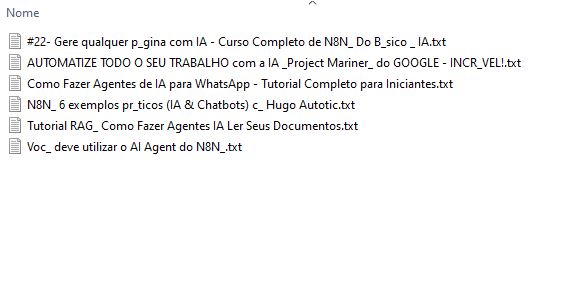 Nome
#22- Gere qualquer p_gina com IA - Curso Completo de N8N_ Do B_sico _ IA.txt
AUTOMATIZE TODO O SEU TRABALHO com a IA _Project Mariner_ do GOOGLE - INCR_VEL!.txt
Como Fazer Agentes de IA para WhatsApp - Tutorial Completo para Iniciantes.txt
N8N_ 6 exemplos pr_ticos (IA & Chatbots) c_ Hugo Autotic.txt
Tutorial RAG_ Como Fazer Agentes IA Ler Seus Documentos.txt
Voc_ deve utilizar o AI Agent do N8N_.txt